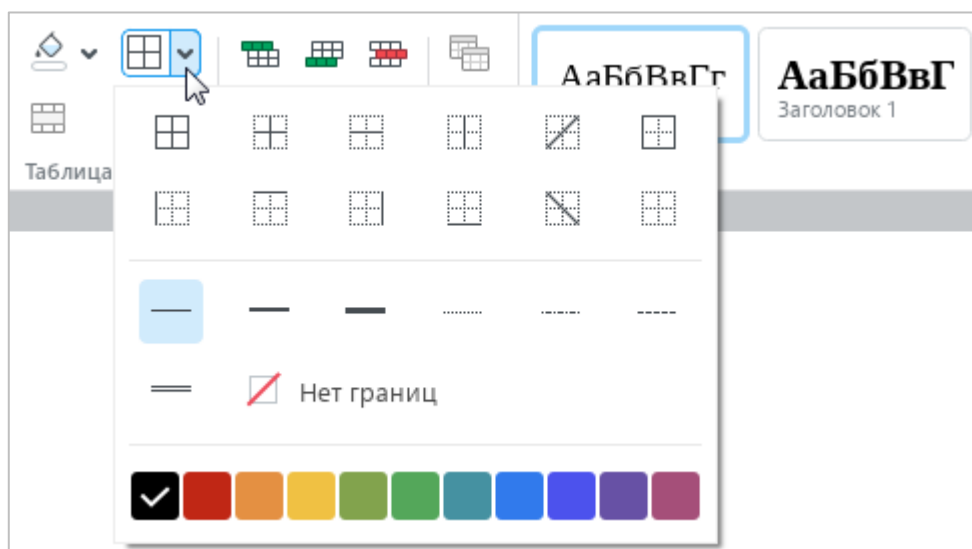 АаБбВвГг
АаБбВвГ
Заголовок 1
Таблица
Нет границ